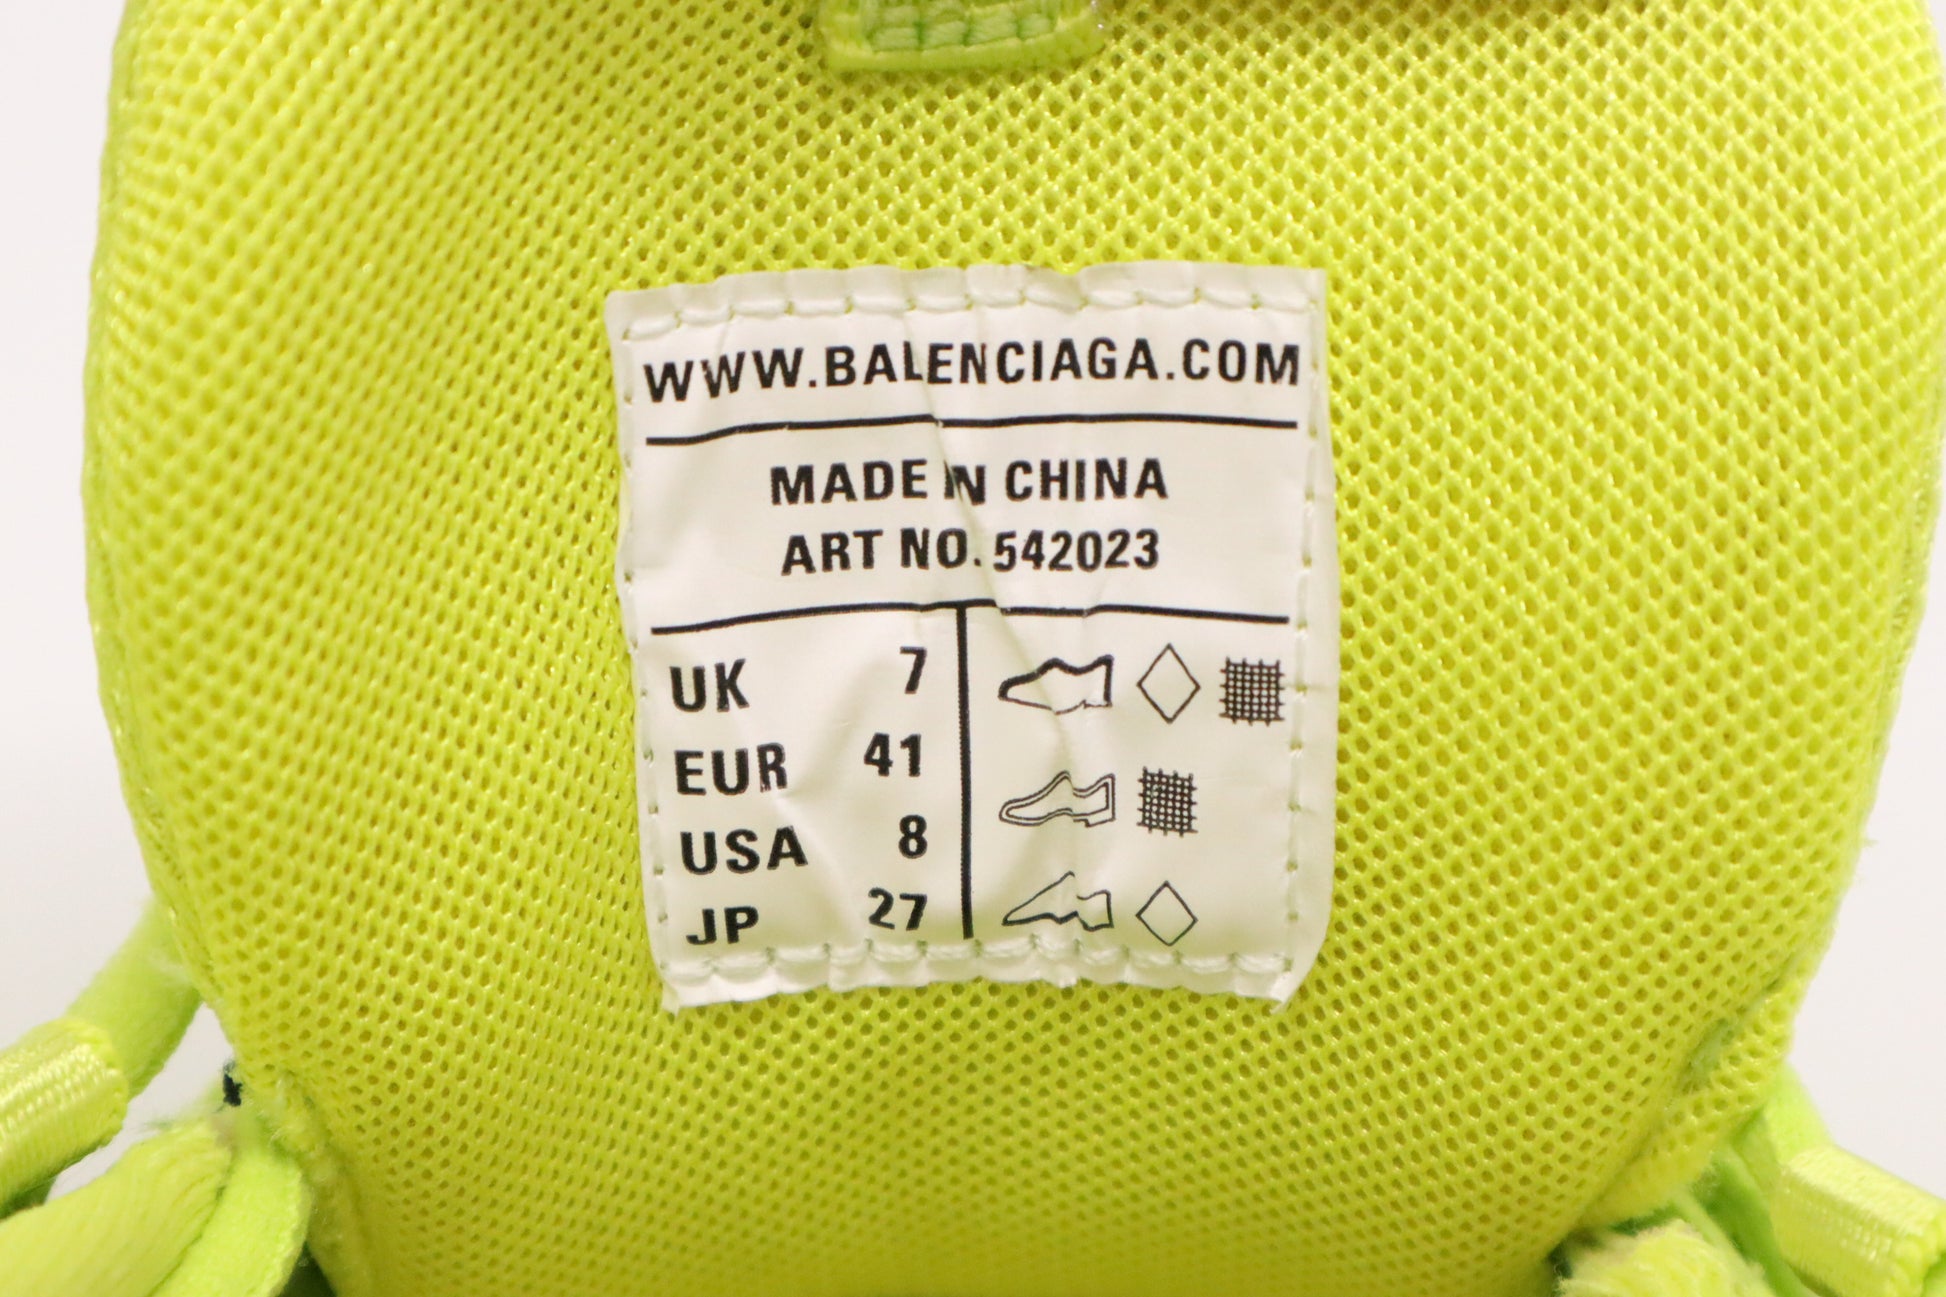 WWW.BALENCIAGA.COM
MADE IN CHINA
ART NO. 542023
UK 7
EUR 41
USA 8
JP 27